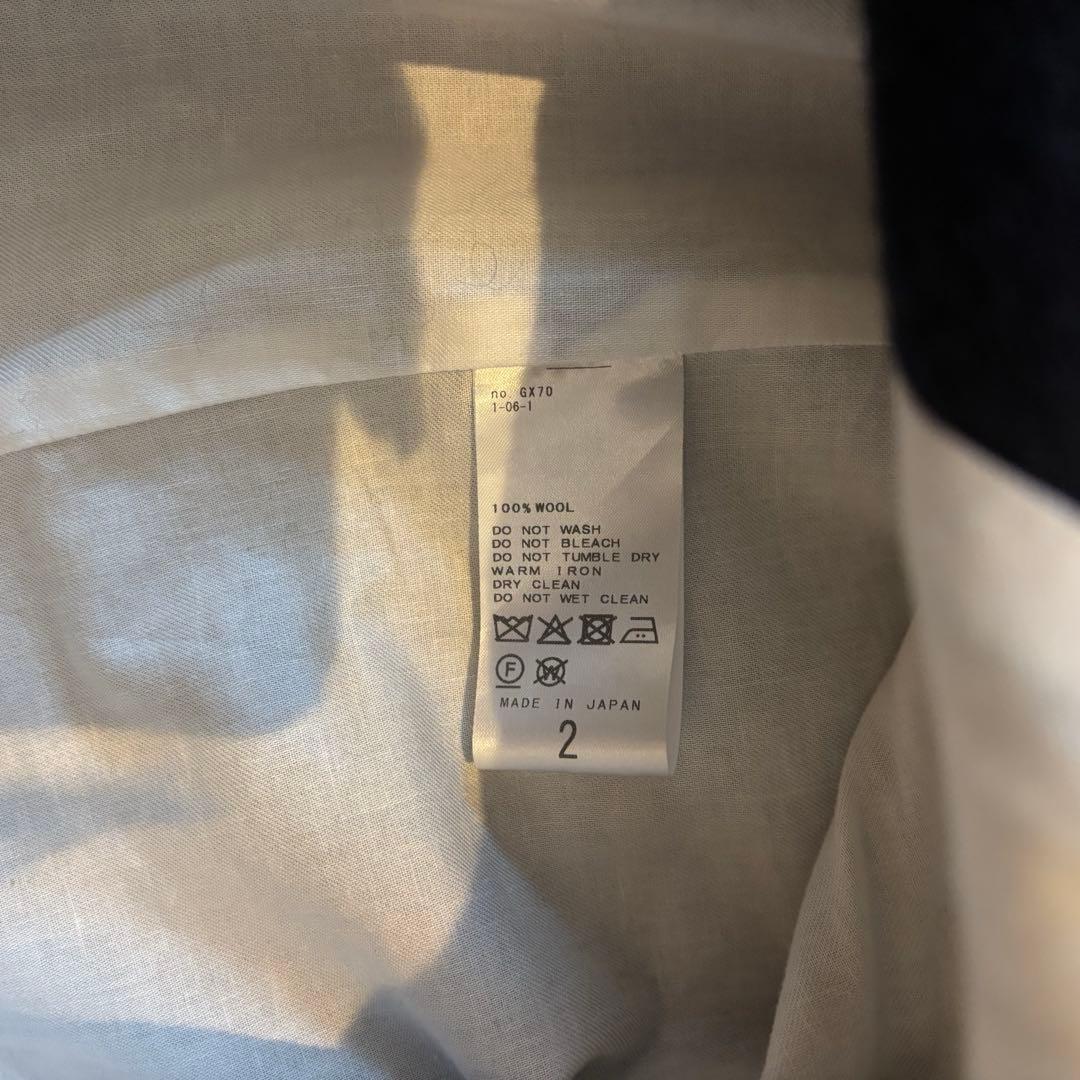 no. GX70
1-06-1
100% WOOL
DO NOT WASH
DO NOT BLEACH
DO NOT TUMBLE DRY
WARM IRON
DRY CLEAN
DO NOT WET CLEAN
F W
MADE IN JAPAN
2